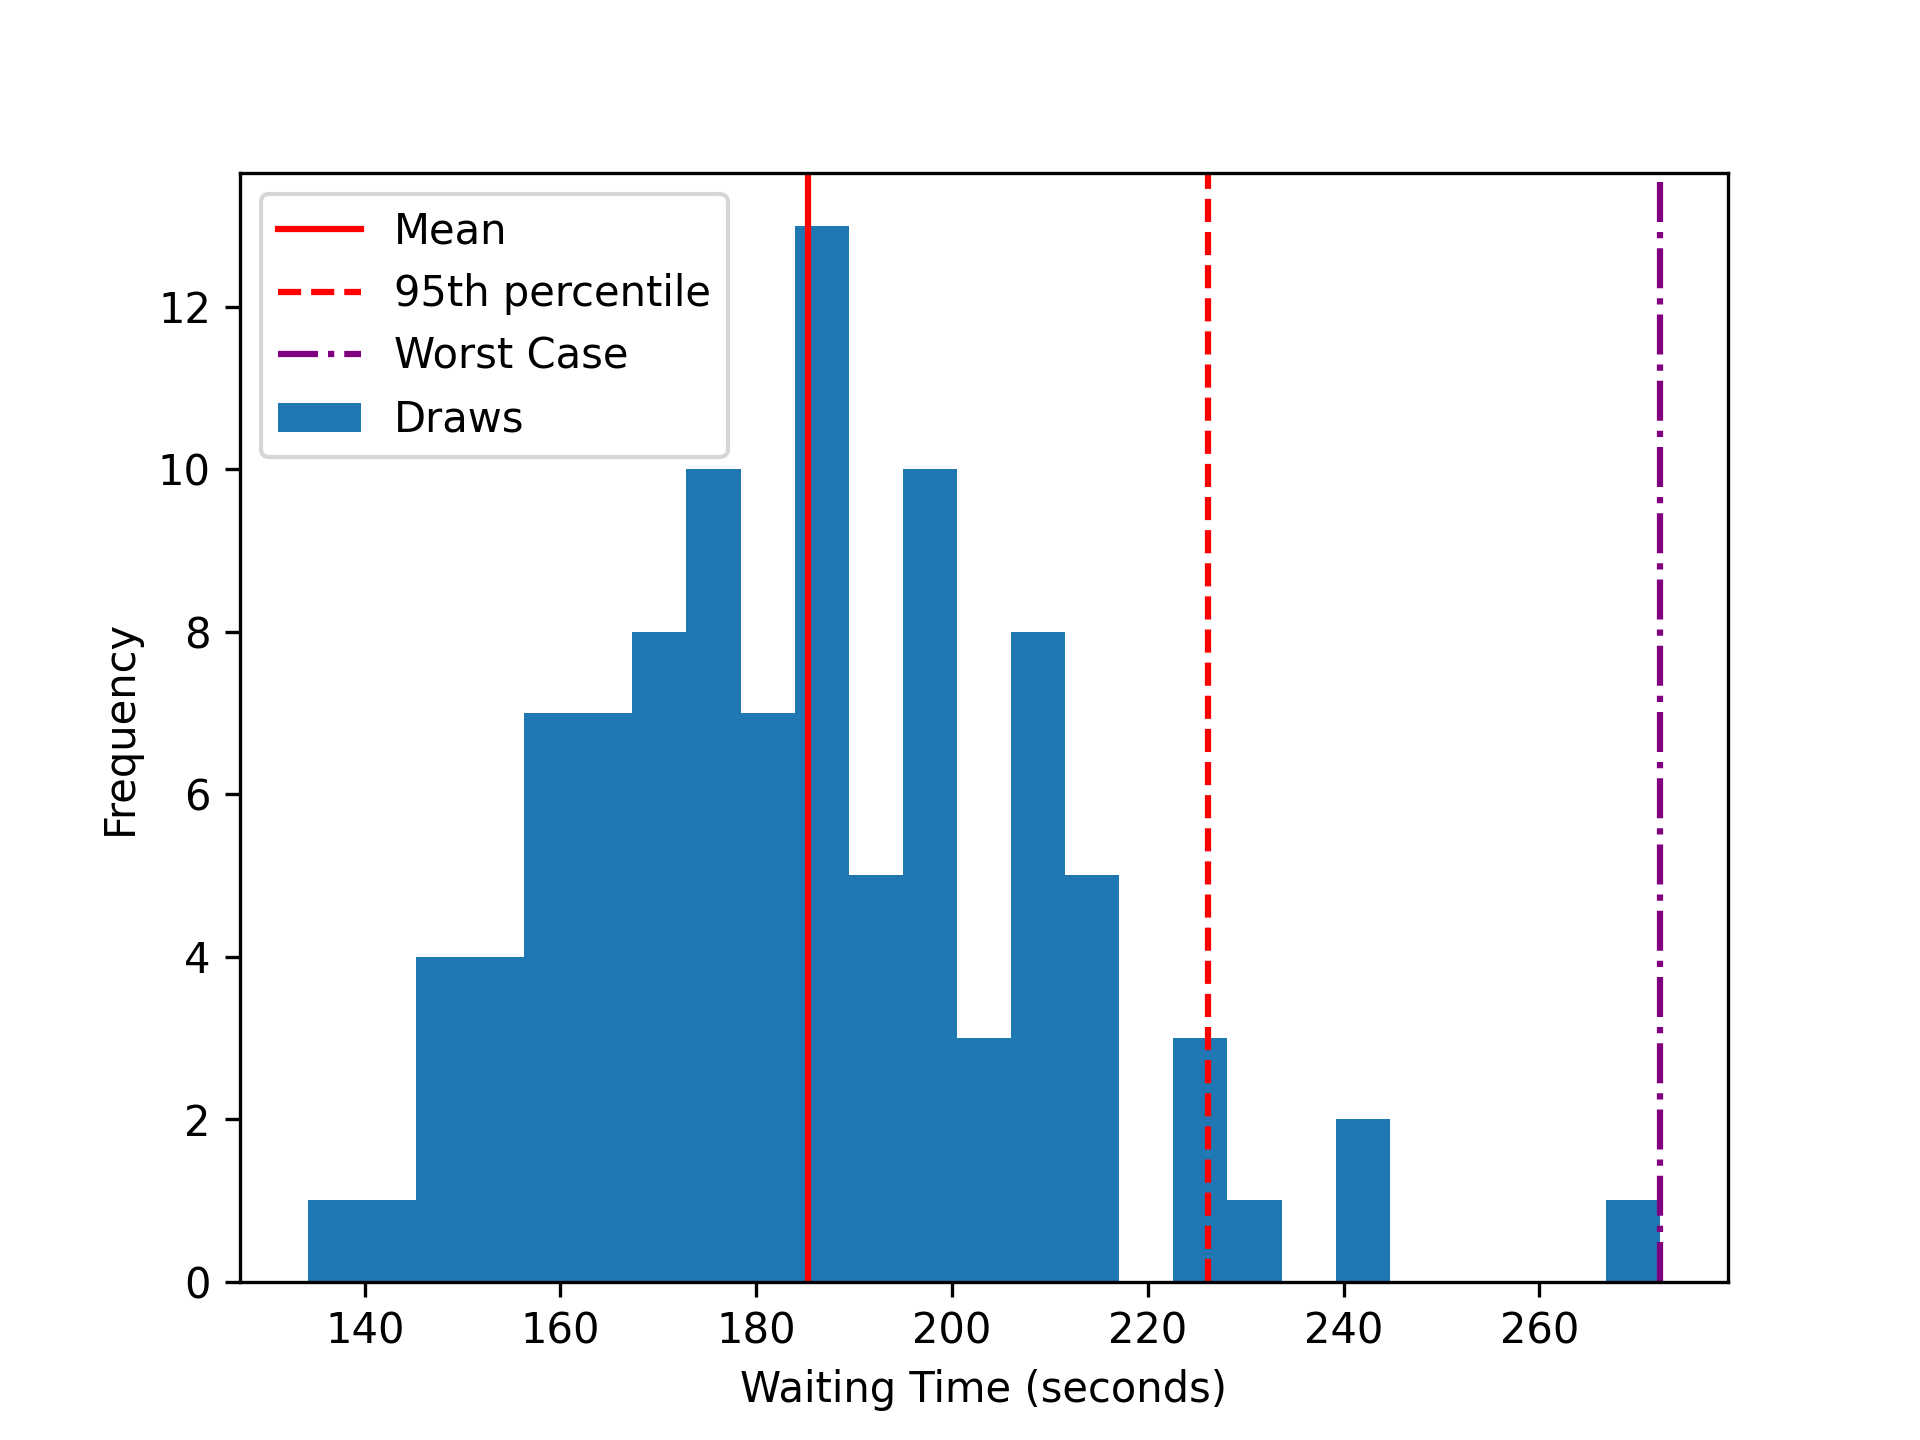 Mean
95th percentile
Worst Case
Draws
12
10
8
6
4
2
0
Frequency
140 160 180 200 220 240 260
Waiting Time (seconds)